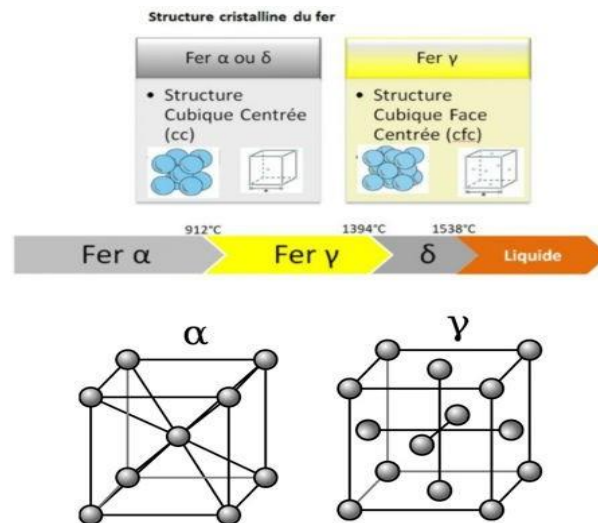 Structure cristalline du fer
Fer α ou δ
• Structure
Cubique Centrée
(cc)
Fer γ
• Structure
Cubique Face
Centrée (cfc)
912°C
1394°C
1538°C
Fer α
Fer γ
δ
Liquide
α
γ